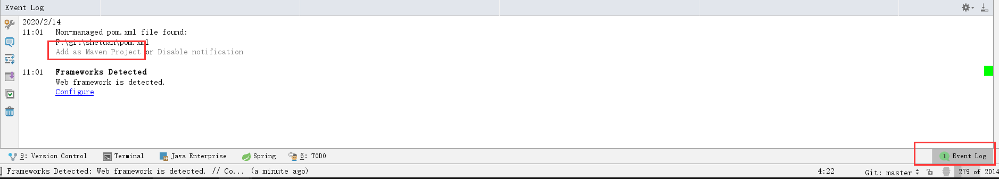 Event Log
2020/2/14
11:01 Non-managed pom.xml file found:
F:\git\shetuan\pom.xml
Add as Maven Project or Disable notification
11:01 Frameworks Detected
Web framework is detected.
Configure
9: Version Control Terminal Java Enterprise Spring 6: TODO 1 Event Log
Frameworks Detected: Web framework is detected. // Co... (a minute ago) 4:22 Git: master 279 of 2014